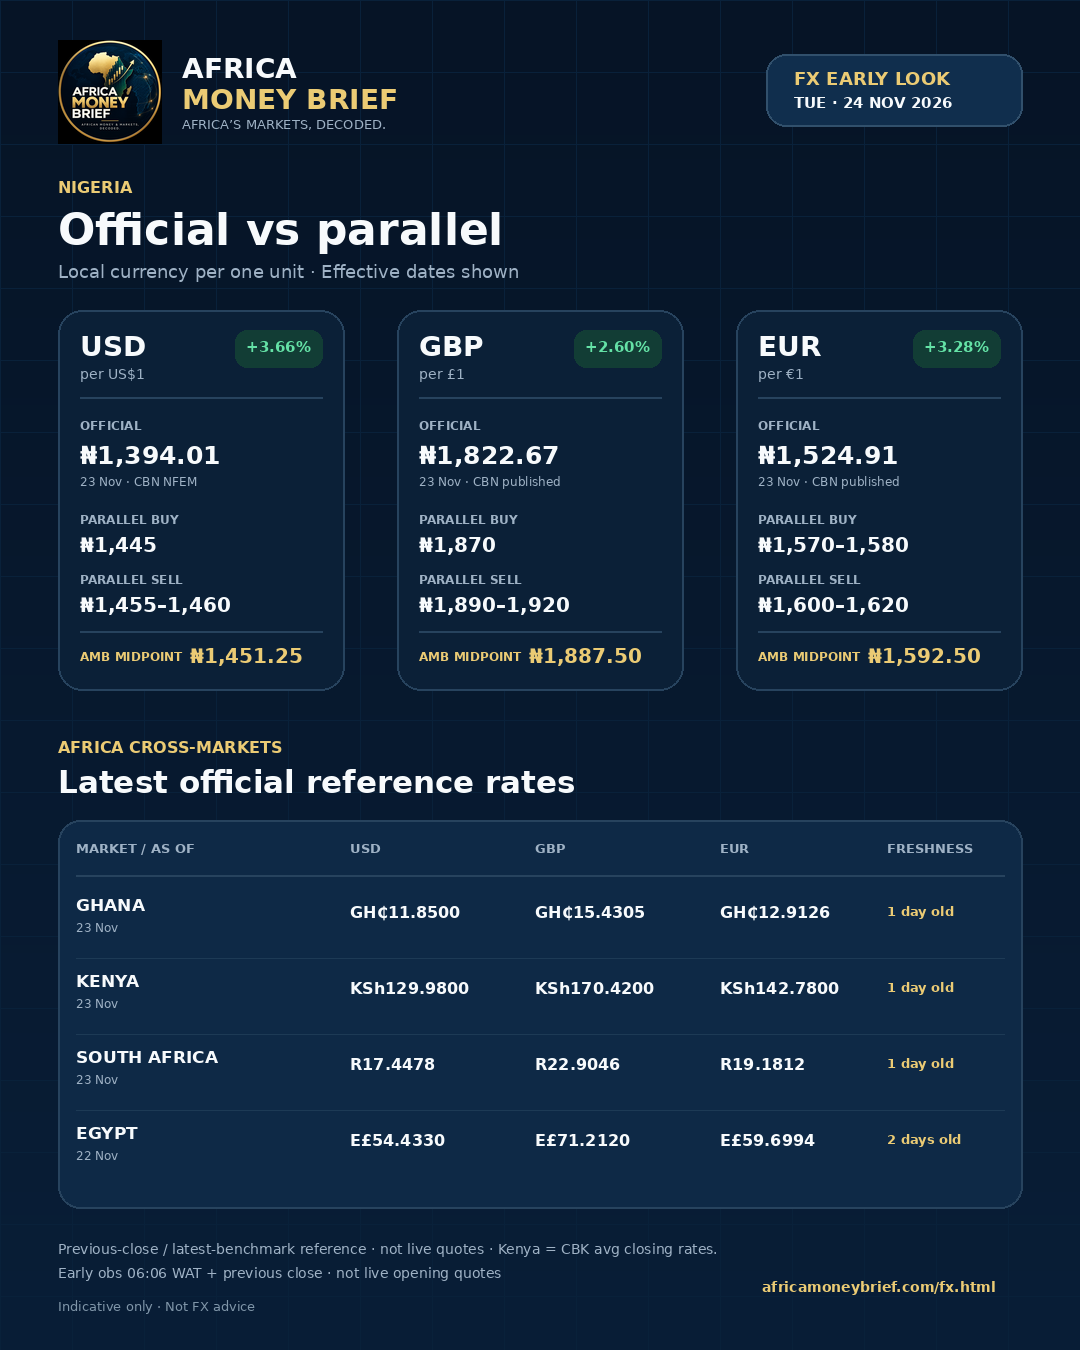 AFRICA
MONEY
BRIEF
AFRICAN MONEY & MARKETS
DECODED.
AFRICA
MONEY BRIEF
AFRICA’S MARKETS, DECODED.
FX EARLY LOOK
TUE · 24 NOV 2026
NIGERIA
Official vs parallel
Local currency per one unit · Effective dates shown
USD
+3.66%
per US$1
OFFICIAL
₦1,394.01
23 Nov · CBN NFEM
PARALLEL BUY
₦1,445
PARALLEL SELL
₦1,455–1,460
AMB MIDPOINT ₦1,451.25
GBP
+2.60%
per £1
OFFICIAL
₦1,822.67
23 Nov · CBN published
PARALLEL BUY
₦1,870
PARALLEL SELL
₦1,890–1,920
AMB MIDPOINT ₦1,887.50
EUR
+3.28%
per €1
OFFICIAL
₦1,524.91
23 Nov · CBN published
PARALLEL BUY
₦1,570–1,580
PARALLEL SELL
₦1,600–1,620
AMB MIDPOINT ₦1,592.50
AFRICA CROSS-MARKETS
Latest official reference rates
MARKET / AS OF USD GBP EUR FRESHNESS
GHANA
23 Nov
GH₵11.8500 GH₵15.4305 GH₵12.9126 1 day old
KENYA
23 Nov
KSh129.9800 KSh170.4200 KSh142.7800 1 day old
SOUTH AFRICA
23 Nov
R17.4478 R22.9046 R19.1812 1 day old
EGYPT
22 Nov
E£54.4330 E£71.2120 E£59.6994 2 days old
Previous-close / latest-benchmark reference · not live quotes · Kenya = CBK avg closing rates.
Early obs 06:06 WAT + previous close · not live opening quotes
africamoneybrief.com/fx.html
Indicative only · Not FX advice